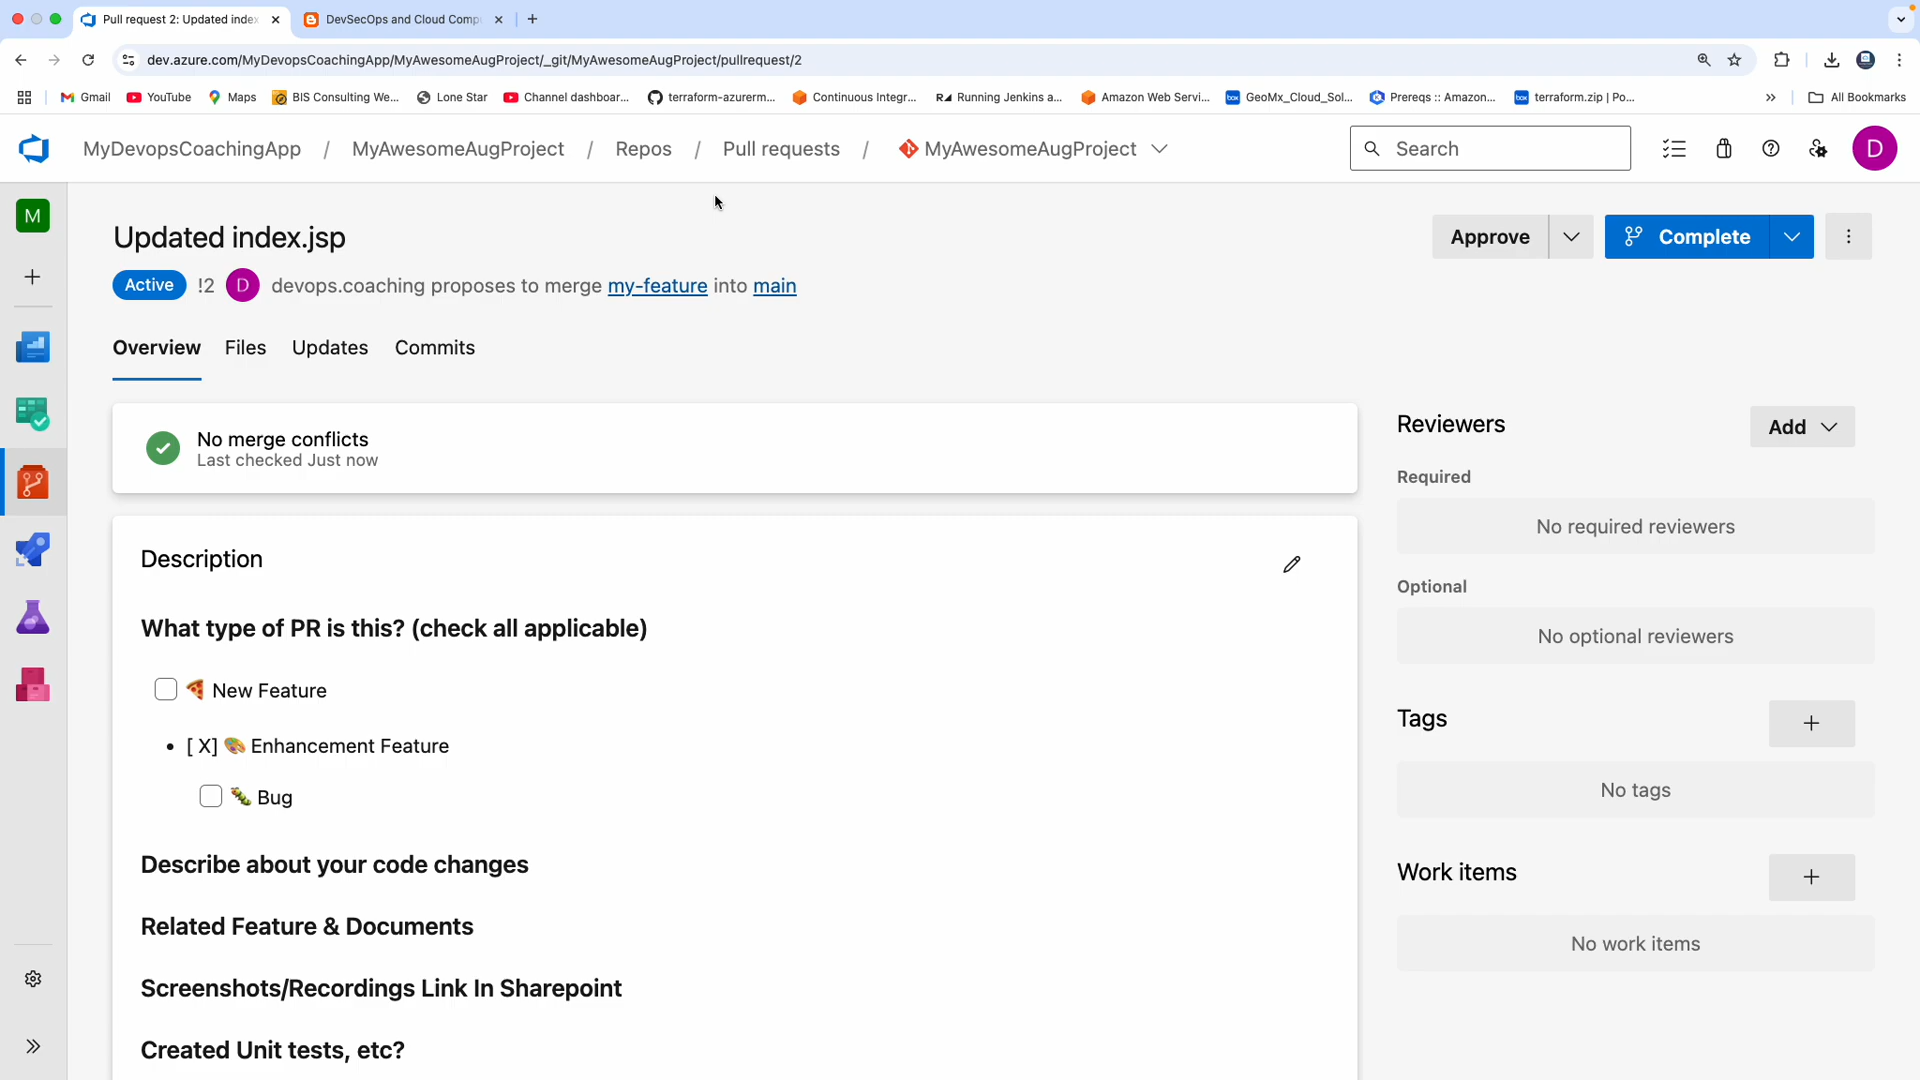 Pull request 2: Updated index
DevSecOps and Cloud Comp
dev.azure.com/MyDevopsCoachingApp/MyAwesomeAugProject/_git/MyAwesomeAugProject/pullrequest/2
Gmail YouTube Maps BIS Consulting We... Lone Star Channel dashboar... terraform-azurerm... Continuous Integr... Running Jenkins a... Amazon Web Servi... GeoMx_Cloud_Sol... Prereqs :: Amazon... terraform.zip | Po... » All Bookmarks
MyDevopsCoachingApp / MyAwesomeAugProject / Repos / Pull requests / MyAwesomeAugProject
Search
D
M
Updated index.jsp
Approve
Complete
Active !2 D devops.coaching proposes to merge my-feature into main
Overview Files Updates Commits
No merge conflicts
Last checked Just now
Description
What type of PR is this? (check all applicable)
🍕 New Feature
• [ X] 🎨 Enhancement Feature
🐛 Bug
Describe about your code changes
Related Feature & Documents
Screenshots/Recordings Link In Sharepoint
Created Unit tests, etc?
Reviewers
Add
Required
No required reviewers
Optional
No optional reviewers
Tags
No tags
Work items
No work items